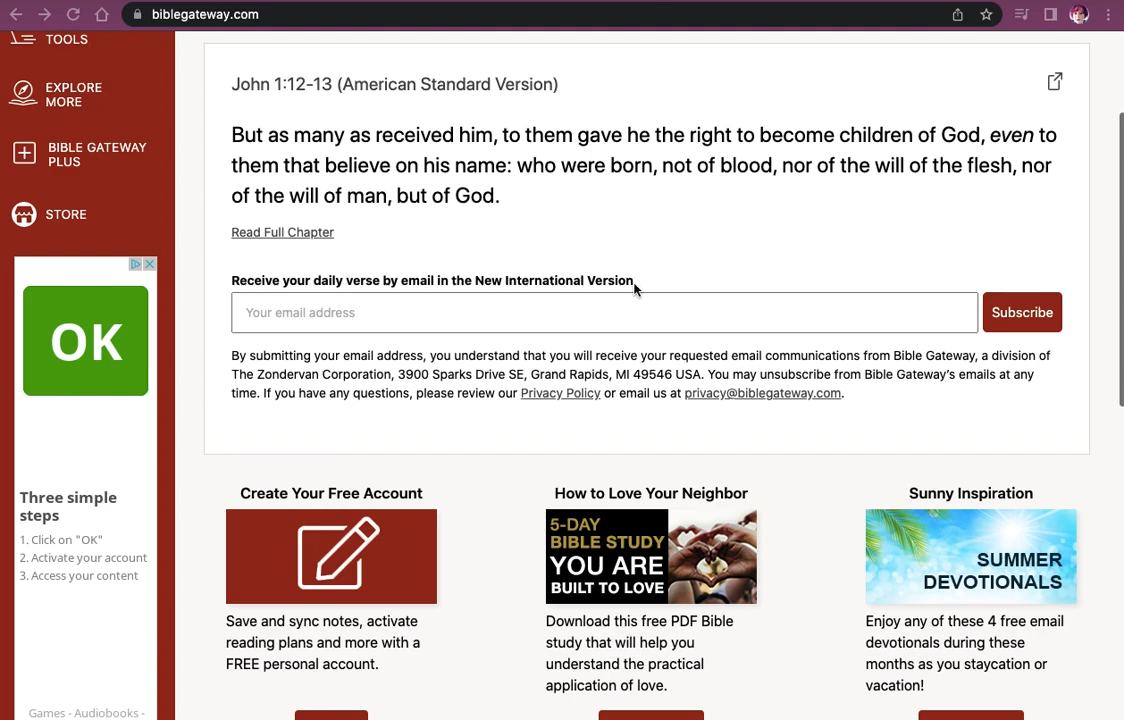 biblegateway.com
TOOLS
EXPLORE
MORE
BIBLE GATEWAY
PLUS
STORE
OK
Three simple
steps
1. Click on "OK"
2. Activate your account
3. Access your content
Games - Audiobooks -
John 1:12-13 (American Standard Version)
But as many as received him, to them gave he the right to become children of God, even to
them that believe on his name: who were born, not of blood, nor of the will of the flesh, nor
of the will of man, but of God.
Read Full Chapter
Receive your daily verse by email in the New International Version
Your email address
Subscribe
By submitting your email address, you understand that you will receive your requested email communications from Bible Gateway, a division of
The Zondervan Corporation, 3900 Sparks Drive SE, Grand Rapids, MI 49546 USA. You may unsubscribe from Bible Gateway’s emails at any
time. If you have any questions, please review our Privacy Policy or email us at privacy@biblegateway.com.
Create Your Free Account
Save and sync notes, activate
reading plans and more with a
FREE personal account.
How to Love Your Neighbor
5-DAY
BIBLE STUDY
YOU ARE
BUILT TO LOVE
Download this free PDF Bible
study that will help you
understand the practical
application of love.
Sunny Inspiration
SUMMER
DEVOTIONALS
Enjoy any of these 4 free email
devotionals during these
months as you staycation or
vacation!